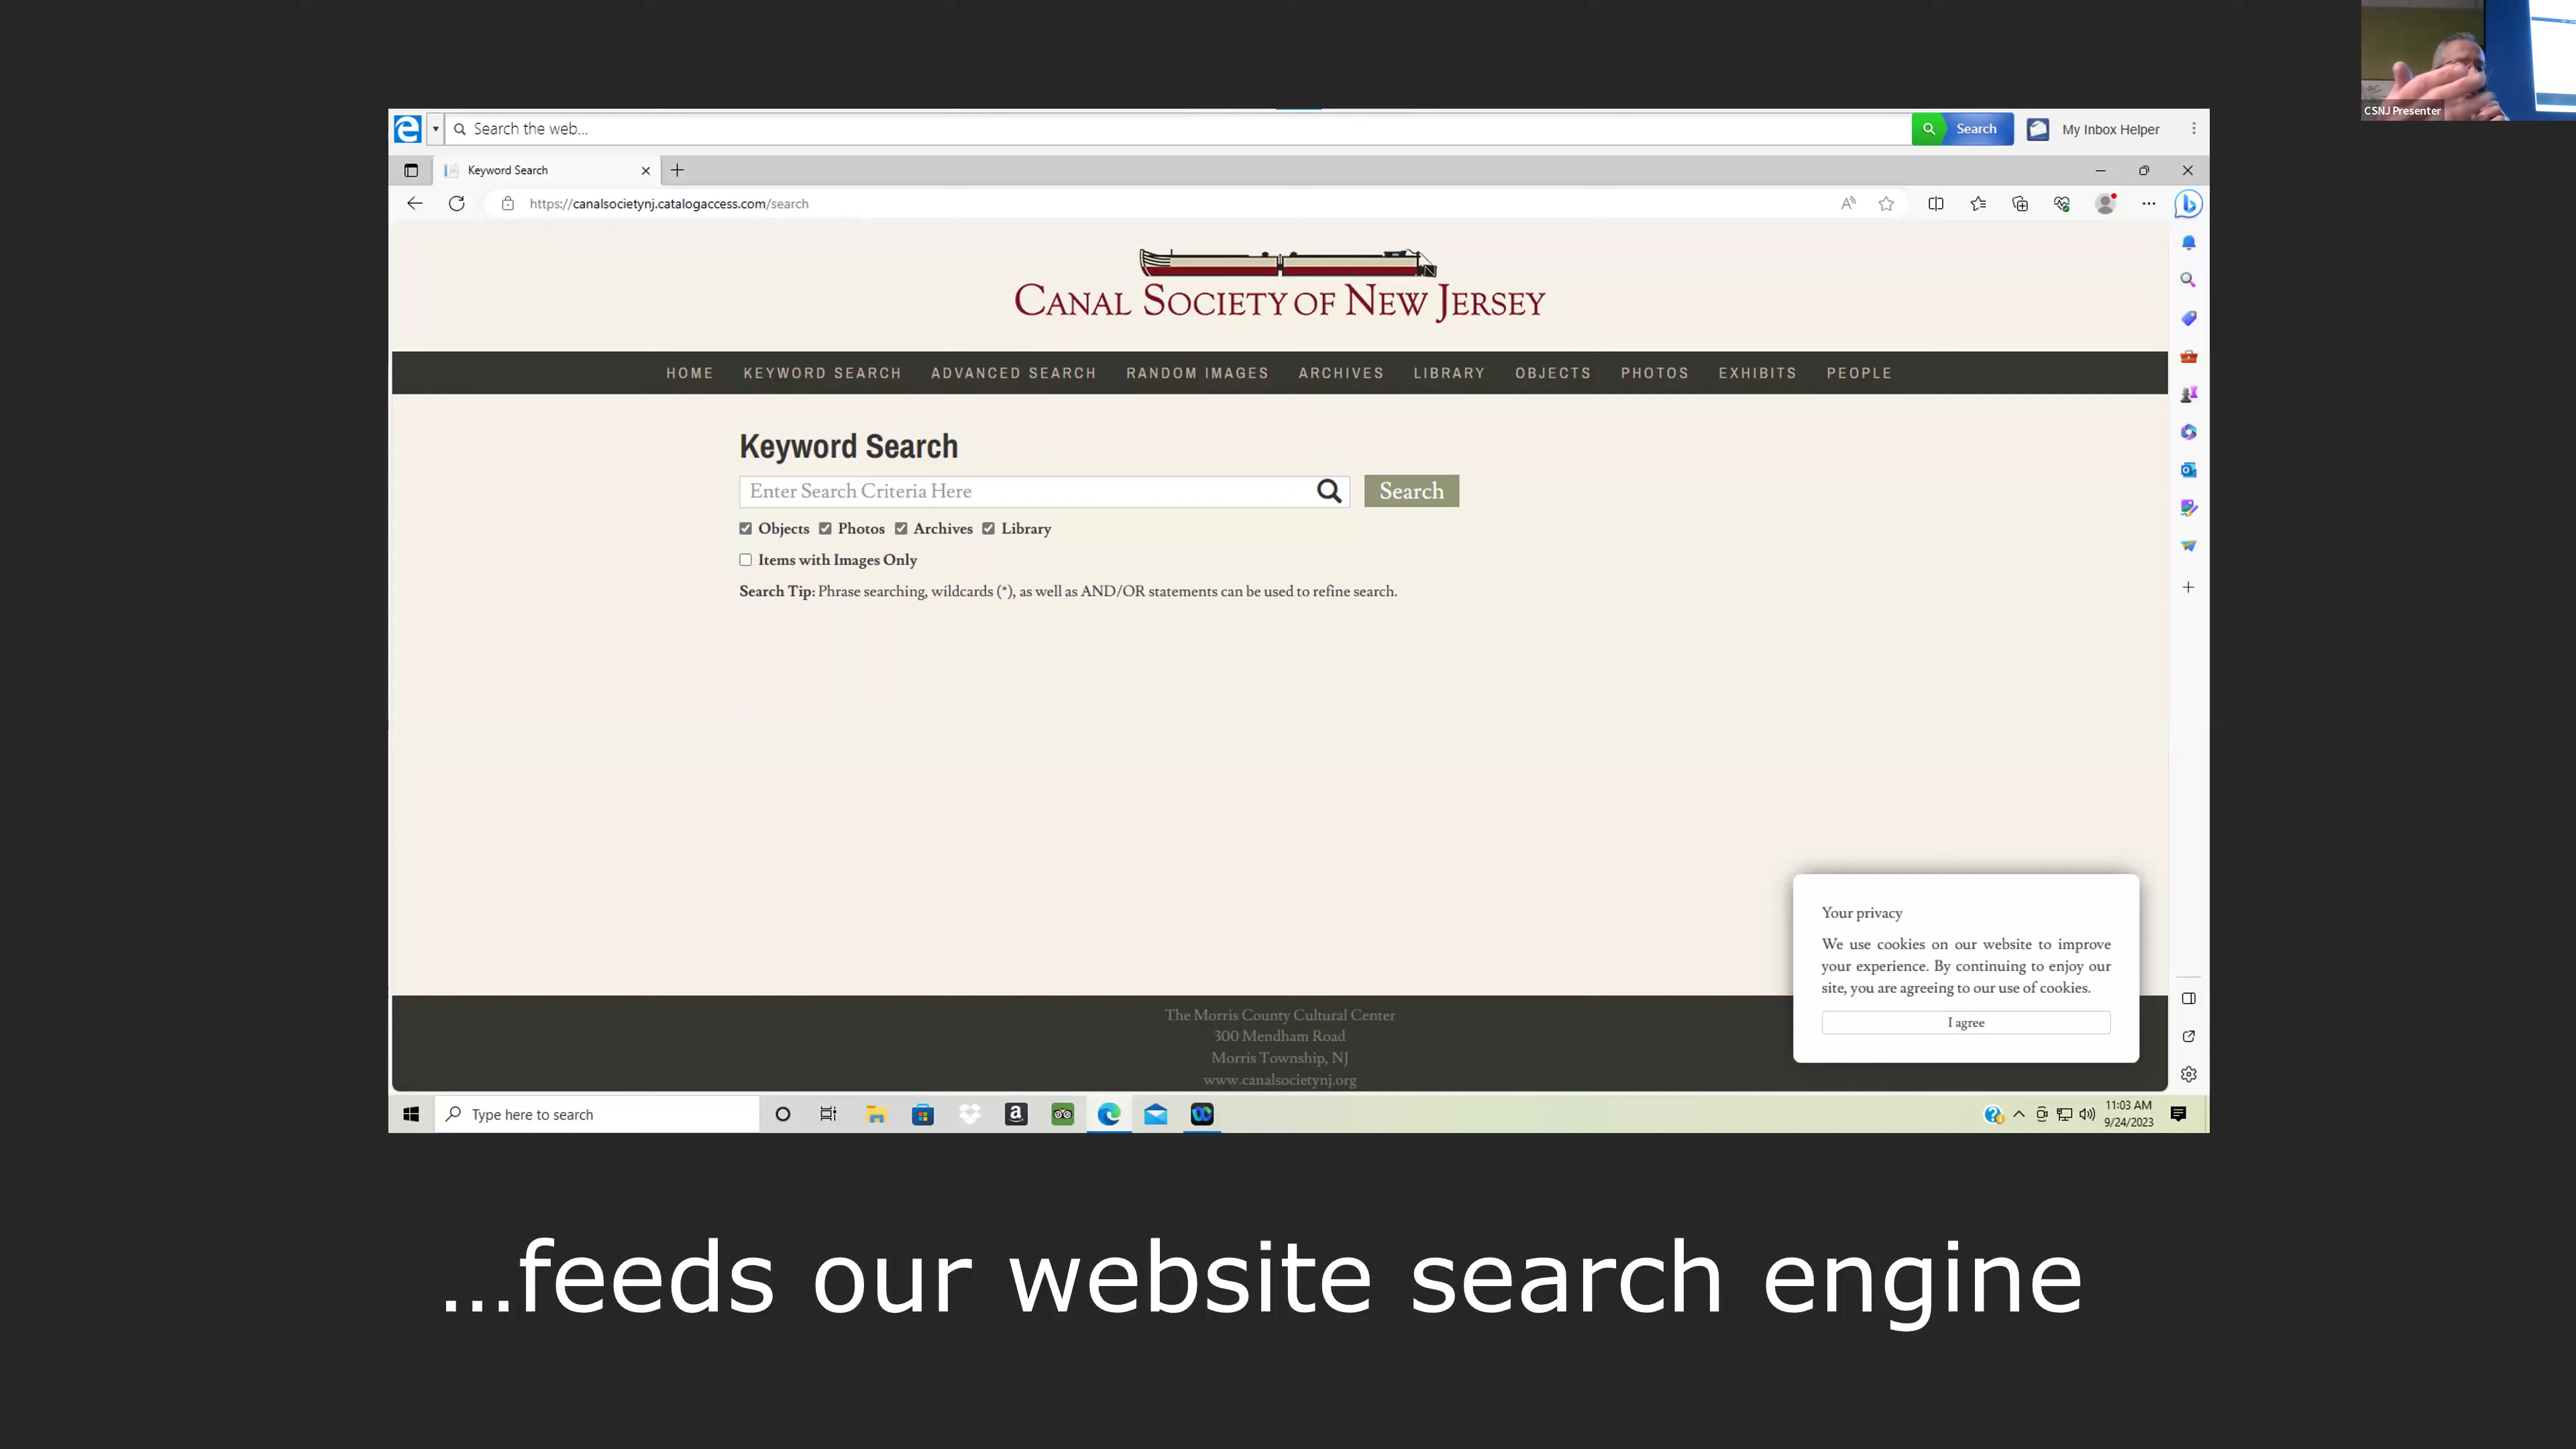 CSNJ Presenter
Search the web...
Search
My Inbox Helper
Keyword Search
https://canalsocietynj.catalogaccess.com/search
CANAL SOCIETY OF NEW JERSEY
HOME KEYWORD SEARCH ADVANCED SEARCH RANDOM IMAGES ARCHIVES LIBRARY OBJECTS PHOTOS EXHIBITS PEOPLE
Keyword Search
Enter Search Criteria Here
Search
Objects Photos Archives Library
Items with Images Only
Search Tip: Phrase searching, wildcards (*), as well as AND/OR statements can be used to refine search.
Your privacy
We use cookies on our website to improve
your experience. By continuing to enjoy our
site, you are agreeing to our use of cookies.
I agree
The Morris County Cultural Center
300 Mendham Road
Morris Township, NJ
www.canalsocietynj.org
Type here to search
11:03 AM
9/24/2023
...feeds our website search engine